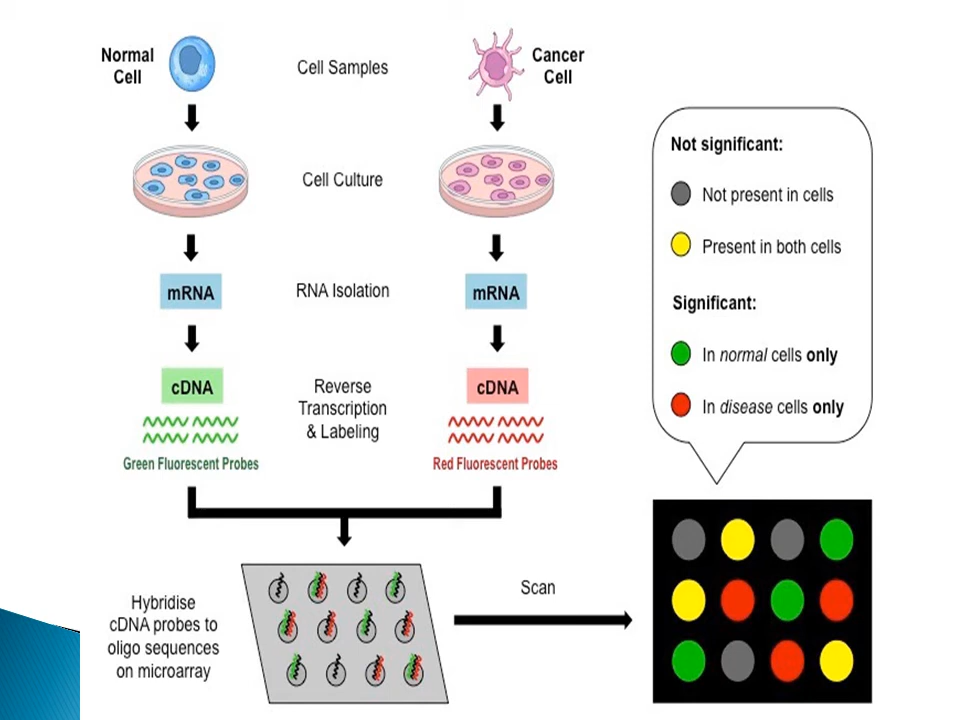 Normal
Cell
Cell Samples
Cancer
Cell
Cell Culture
mRNA
RNA Isolation
mRNA
cDNA
Reverse
Transcription
& Labeling
cDNA
Green Fluorescent Probes
Red Fluorescent Probes
Hybridise
cDNA probes to
oligo sequences
on microarray
Scan
Not significant:
Not present in cells
Present in both cells
Significant:
In normal cells only
In disease cells only